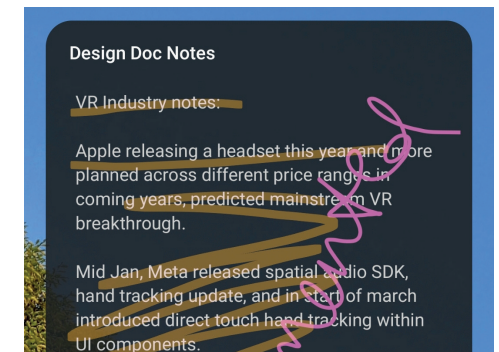 Design Doc Notes
VR Industry notes:
Apple releasing a headset this year and more
planned across different price ranges in
coming years, predicted mainstream VR
breakthrough.
Mid Jan, Meta released spatial audio SDK,
hand tracking update, and in start of march
introduced direct touch hand tracking within
UI components.